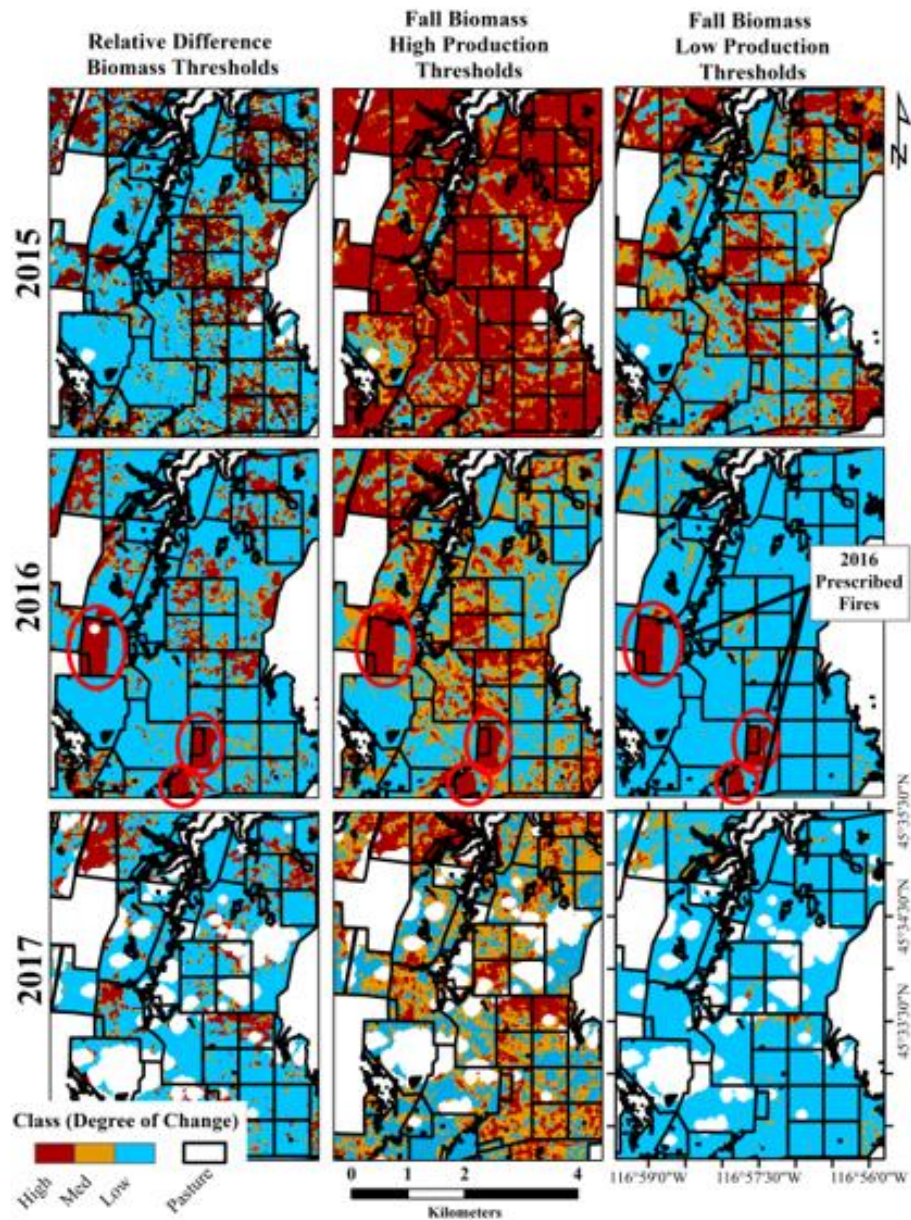 Relative Difference
Biomass Thresholds
Fall Biomass
High Production
Thresholds
Fall Biomass
Low Production
Thresholds
N
2015
2016
2016
Prescribed
Fires
2017
45°35'30"N
45°34'30"N
45°33'30"N
Class (Degree of Change)
High
Med
Low
Pasture
0 1 2 4
Kilometers
116°59'0"W 116°57'30"W 116°56'0"W